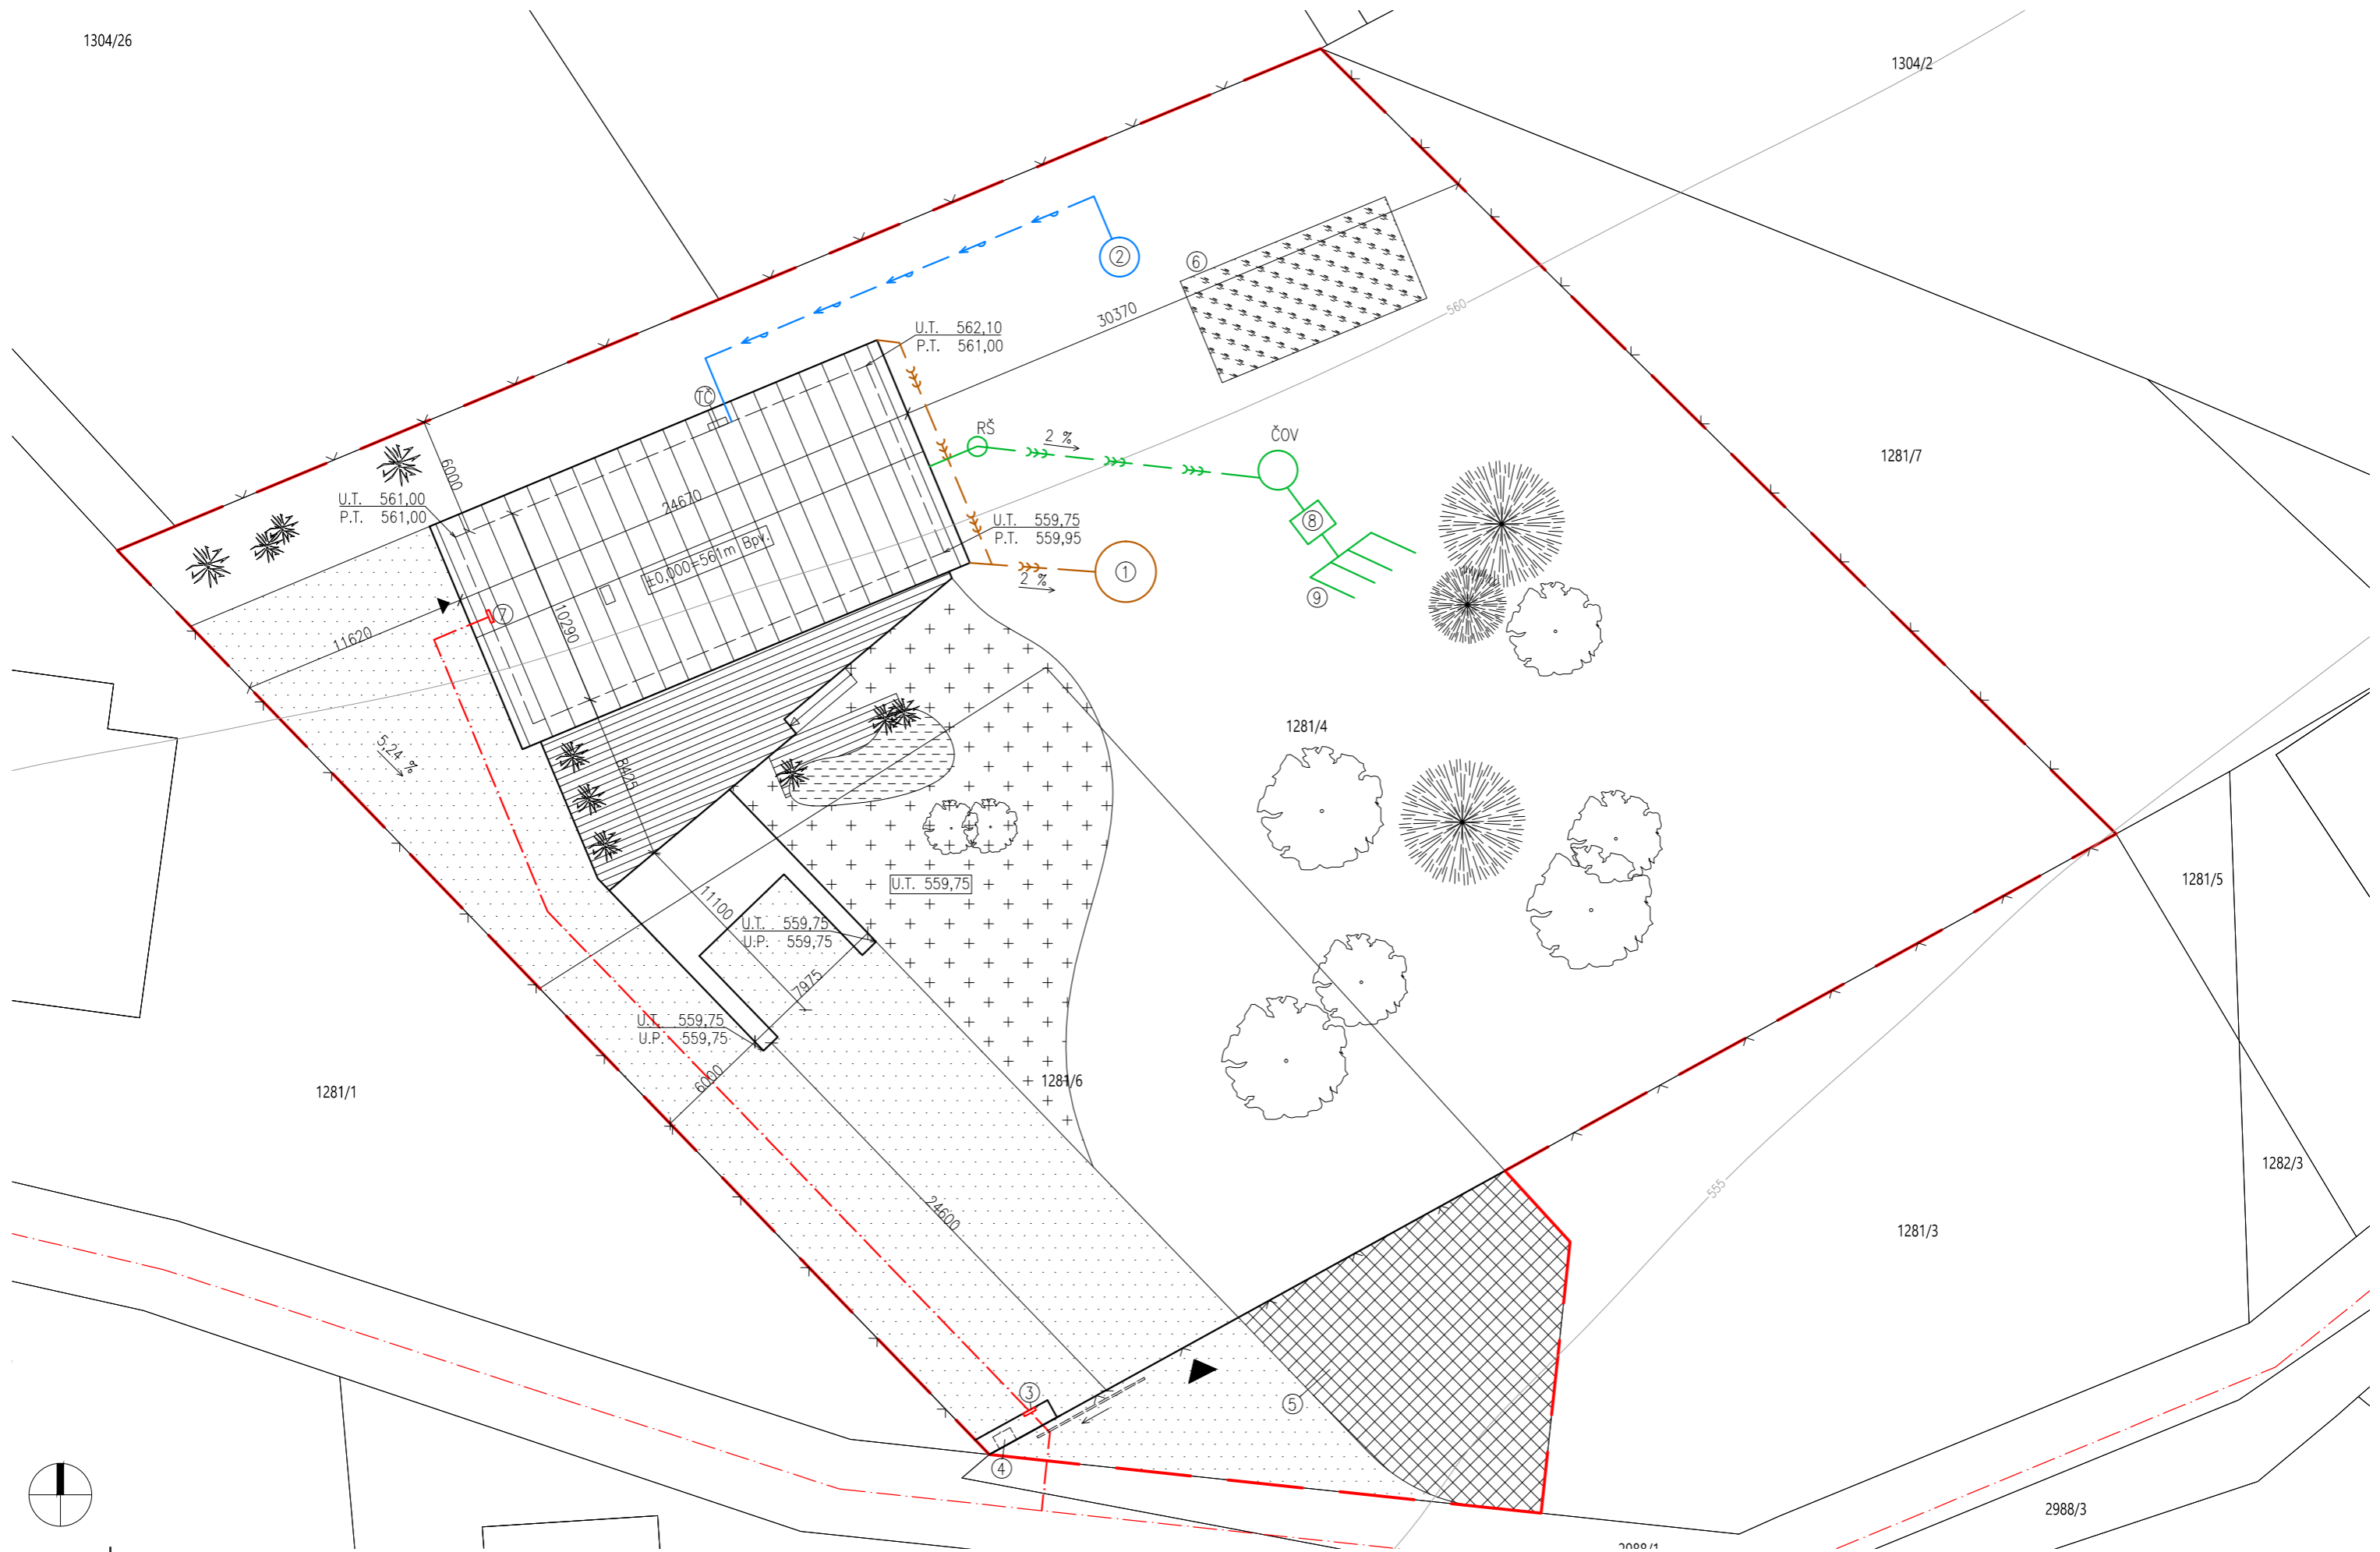 1304/26
1304/2
②
⑥
560
30370
U.T. 562,10
P.T. 561,00
TČ
RŠ
2 %
ČOV
1281/7
6000
U.T. 561,00
P.T. 561,00
24670
U.T. 559,75
P.T. 559,95
⑧
±0,000=561m Bpv.
①
2 %
⑨
⑦
10290
11620
1281/4
5,24 %
8425
1281/5
U.T. 559,75
11100
U.T. 559,75
U.P. 559,75
7975
U.T. 559,75
U.P. 559,75
6000
1281/6
1281/1
1282/3
555
24600
1281/3
③
⑤
④
2988/3
2988/1